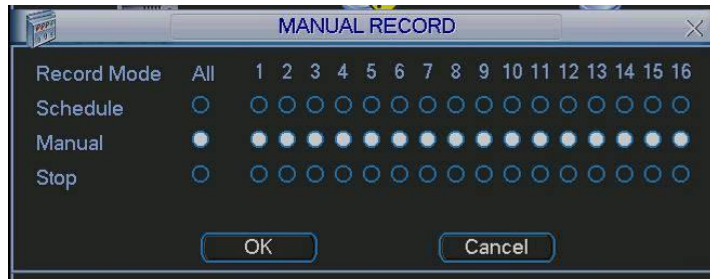 MANUAL RECORD
Record Mode All 1 2 3 4 5 6 7 8 9 10 11 12 13 14 15 16
Schedule
Manual
Stop
OK Cancel